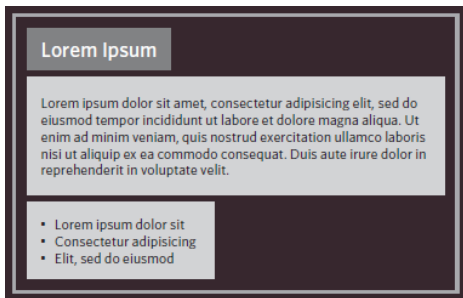 Lorem Ipsum
Lorem ipsum dolor sit amet, consectetur adipisicing elit, sed do
eiusmod tempor incididunt ut labore et dolore magna aliqua. Ut
enim ad minim veniam, quis nostrud exercitation ullamco laboris
nisi ut aliquip ex ea commodo consequat. Duis aute irure dolor in
reprehenderit in voluptate velit.
• Lorem ipsum dolor sit
• Consectetur adipisicing
• Elit, sed do eiusmod